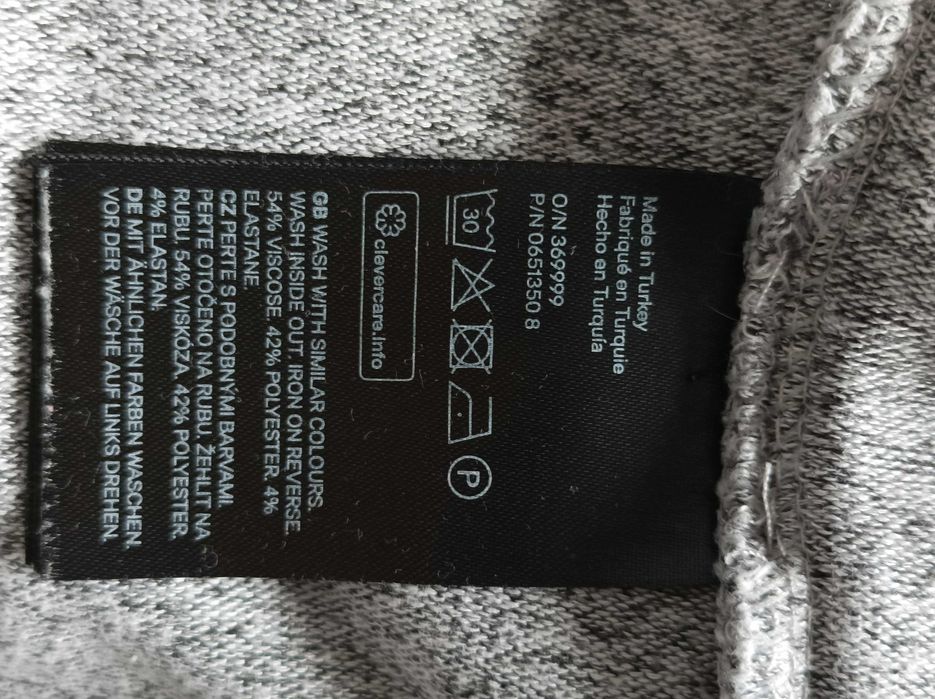 Made in Turkey
Fabriqué en Turquie
Hecho en Turquía
O/N 369999
P/N 0651350 8
30
P
clevercare.info
GB WASH WITH SIMILAR COLOURS.
WASH INSIDE OUT. IRON ON REVERSE.
54% VISCOSE. 42% POLYESTER. 4%
ELASTANE.
CZ PERTE S PODOBNÝMI BARVAMI.
PERTE OTOČENO NA RUBU. ŽEHLIT NA
RUBU. 54% VISKÓZA. 42% POLYESTER.
4% ELASTAN.
DE MIT ÄHNLICHEN FARBEN WASCHEN.
VOR DER WÄSCHE AUF LINKS DREHEN.